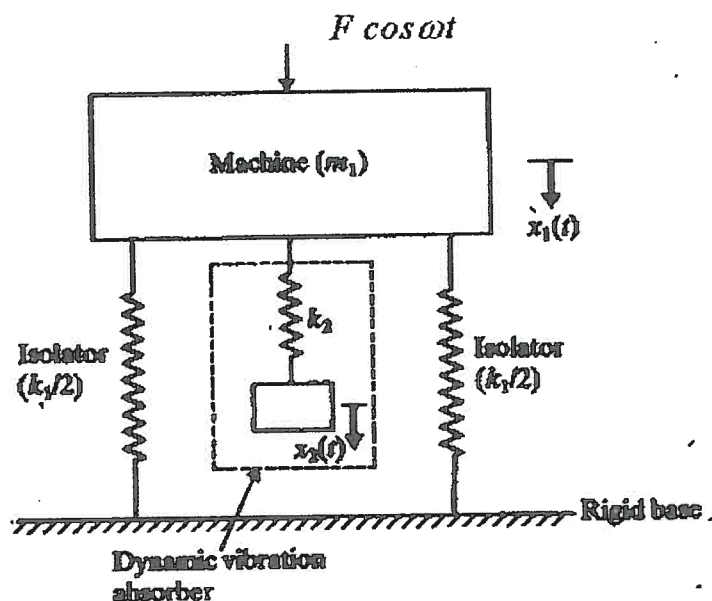 F cos ωt
Machine (m₁)
x₁(t)
k₂
Isolator
(k₁/2)
Isolator
(k₁/2)
x₂(t)
Rigid base
Dynamic vibration
absorber